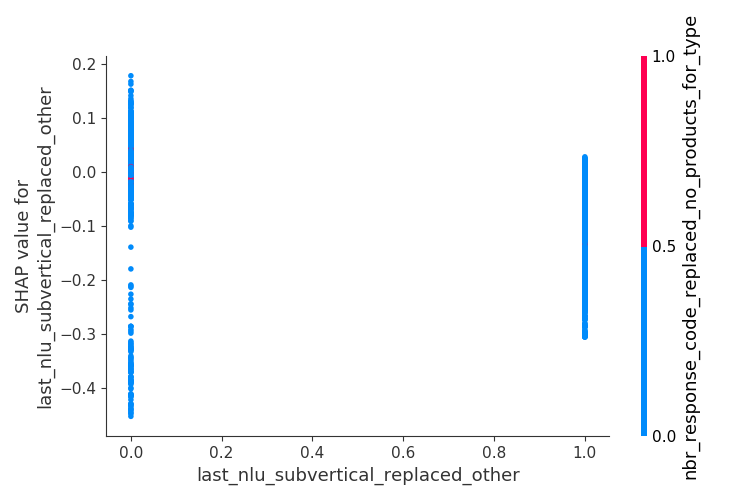 0.2
0.1
0.0
−0.1
−0.2
−0.3
−0.4
SHAP value for
last_nlu_subvertical_replaced_other
0.0 0.2 0.4 0.6 0.8 1.0
last_nlu_subvertical_replaced_other
1.0
0.5
0.0
nbr_response_code_replaced_no_products_for_type